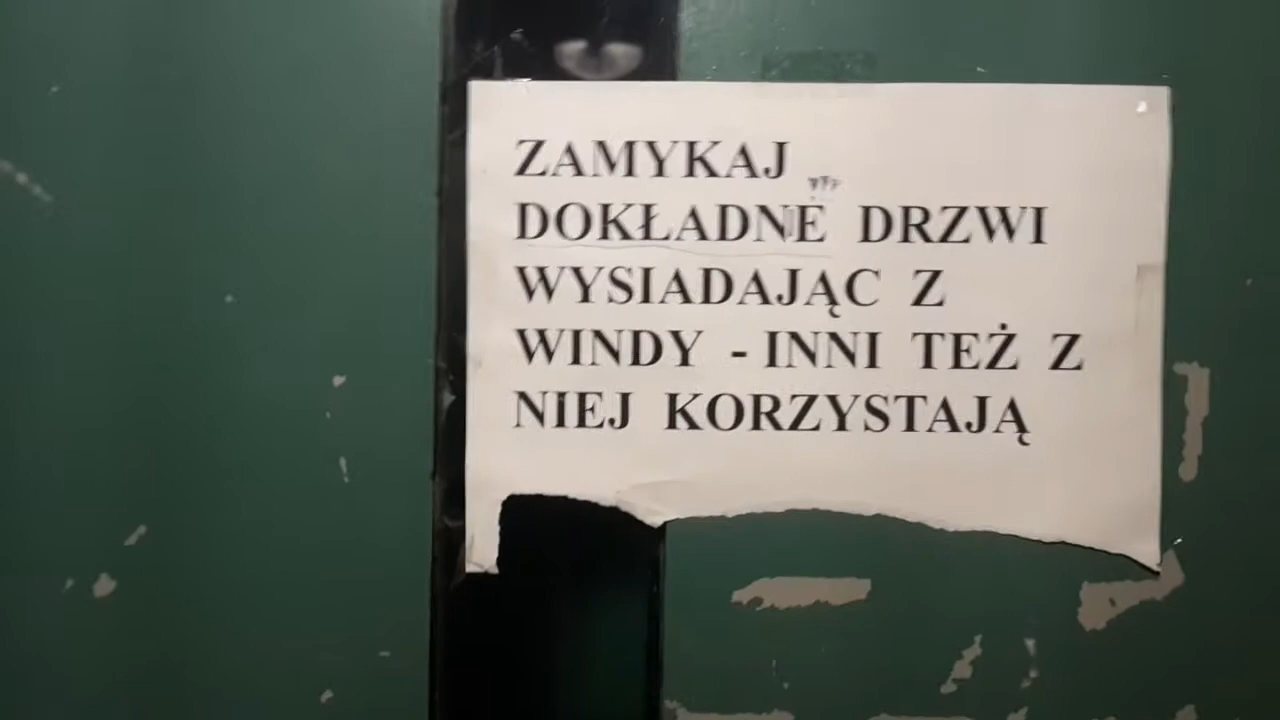 ZAMYKAJ
DOKŁADNE DRZWI
WYSIADAJĄC Z
WINDY - INNI TEŻ Z
NIEJ KORZYSTAJĄ